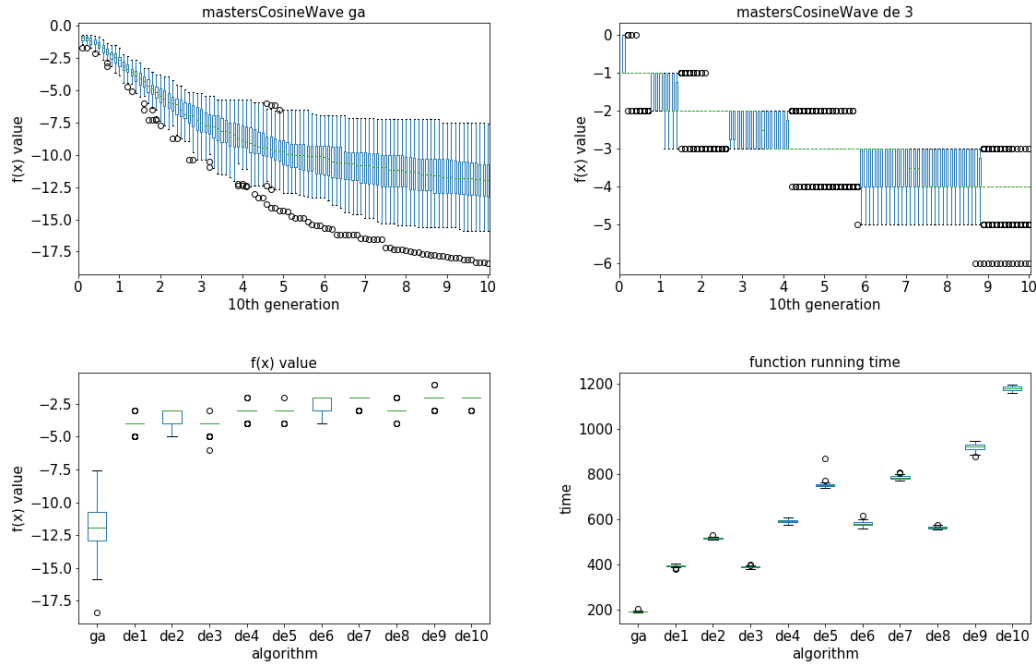 mastersCosineWave ga
f(x) value
0.0
−2.5
−5.0
−7.5
−10.0
−12.5
−15.0
−17.5
0 1 2 3 4 5 6 7 8 9 10
10th generation
mastersCosineWave de 3
f(x) value
0
−1
−2
−3
−4
−5
−6
0 1 2 3 4 5 6 7 8 9 10
10th generation
f(x) value
f(x) value
−2.5
−5.0
−7.5
−10.0
−12.5
−15.0
−17.5
ga de1 de2 de3 de4 de5 de6 de7 de8 de9 de10
algorithm
function running time
time
1200
1000
800
600
400
200
ga de1 de2 de3 de4 de5 de6 de7 de8 de9 de10
algorithm